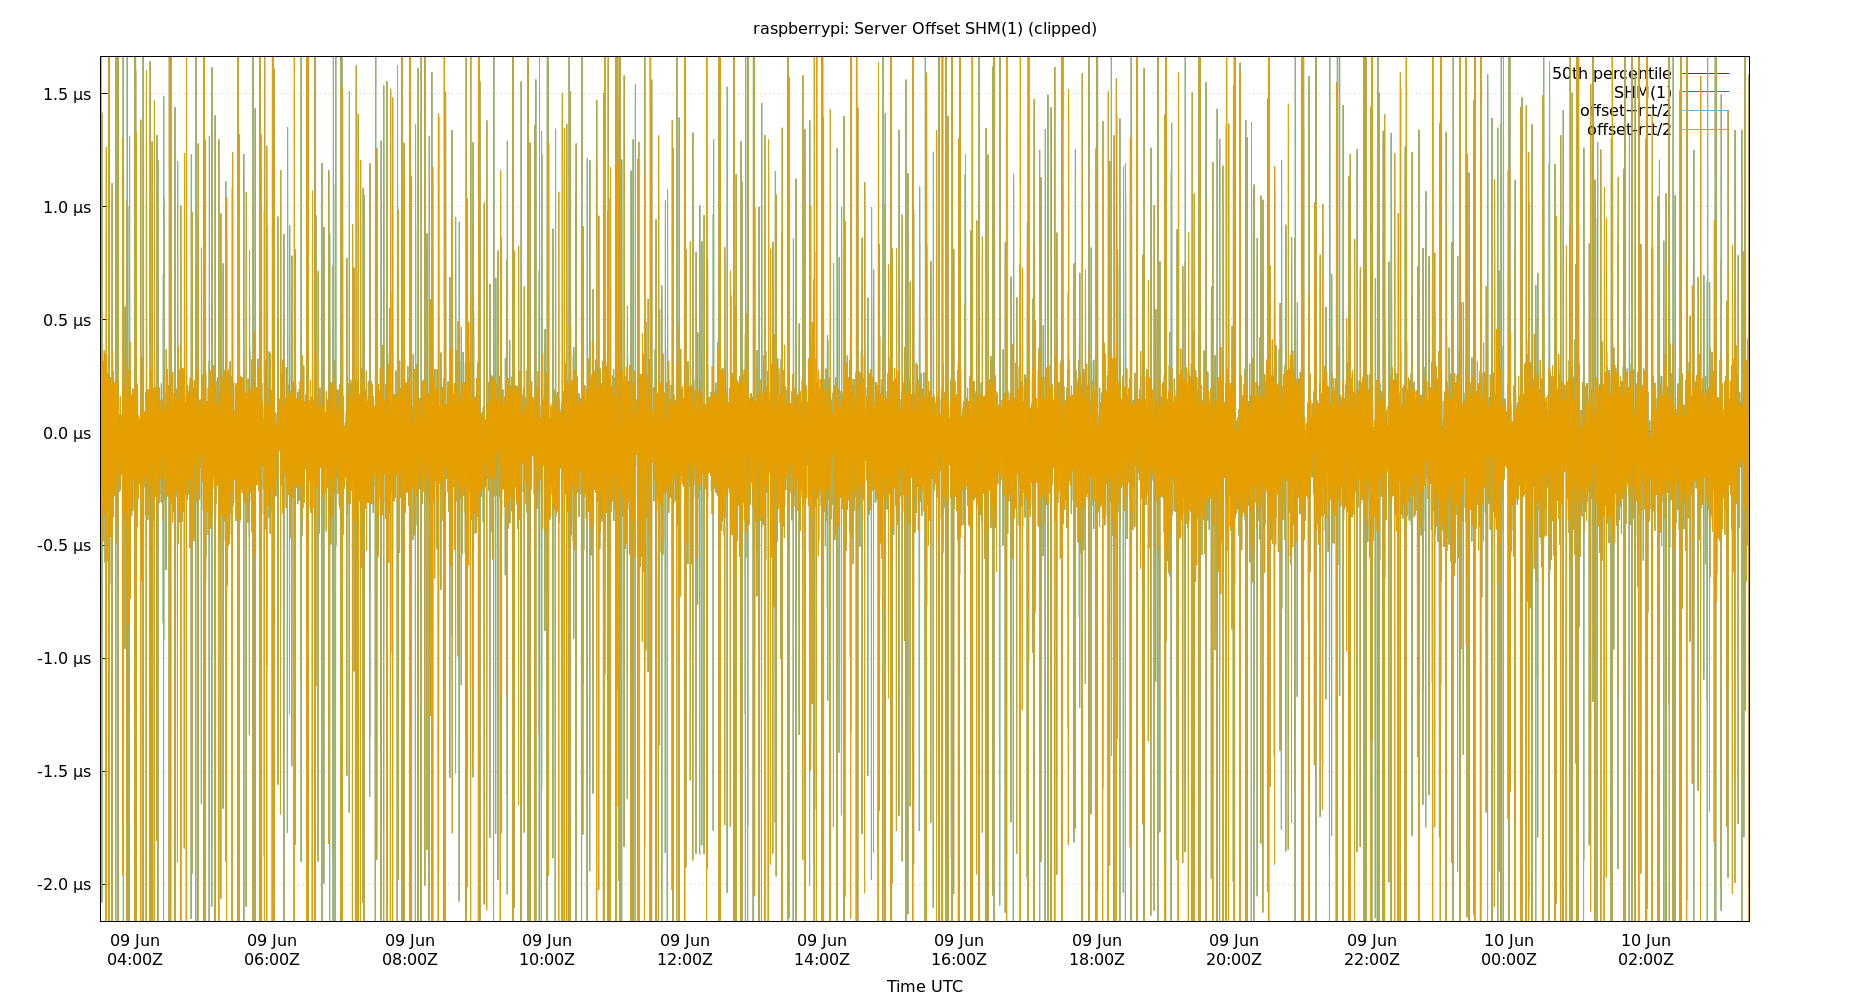 raspberrypi: Server Offset SHM(1) (clipped)
50th percentile
SHM(1)
offset+rtt/2
offset-rtt/2
1.5 μs
1.0 μs
0.5 μs
0.0 μs
-0.5 μs
-1.0 μs
-1.5 μs
-2.0 μs
09 Jun 09 Jun 09 Jun 09 Jun 09 Jun 09 Jun 09 Jun 09 Jun 09 Jun 09 Jun 10 Jun 10 Jun
04:00Z 06:00Z 08:00Z 10:00Z 12:00Z 14:00Z 16:00Z 18:00Z 20:00Z 22:00Z 00:00Z 02:00Z
Time UTC